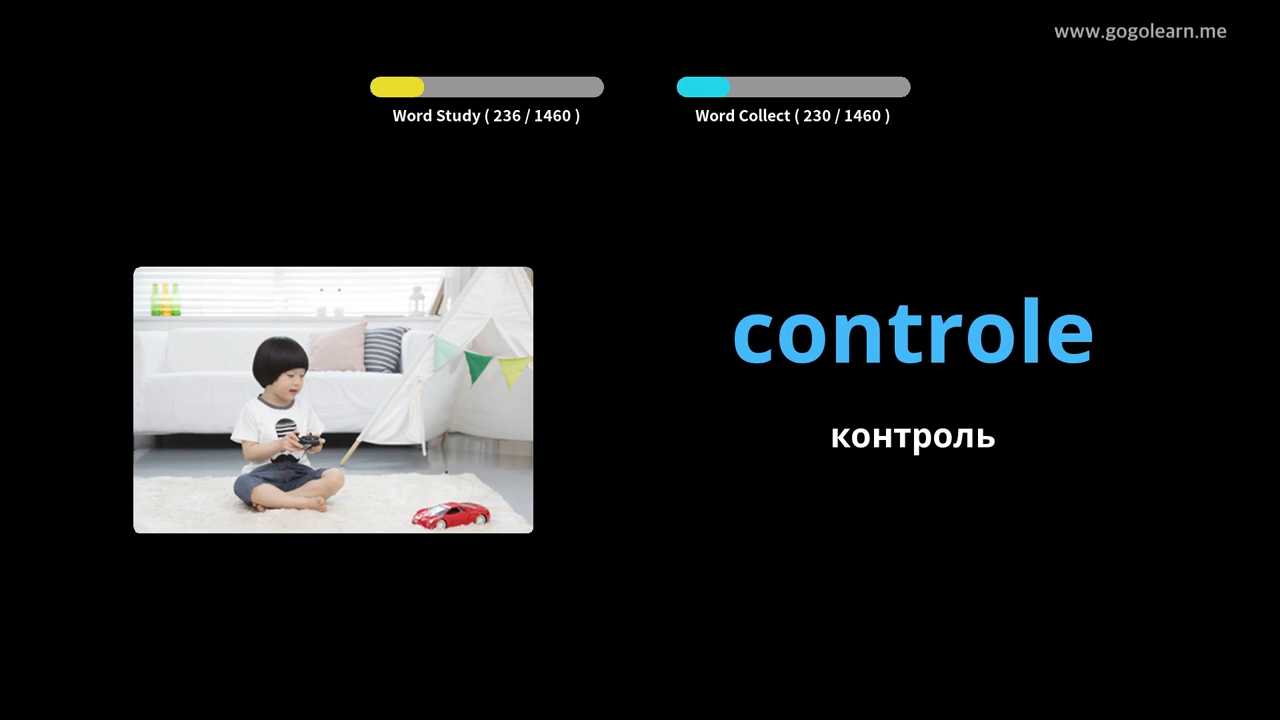 www.gogolearn.me
Word Study ( 236 / 1460 )
Word Collect ( 230 / 1460 )
controle
контроль